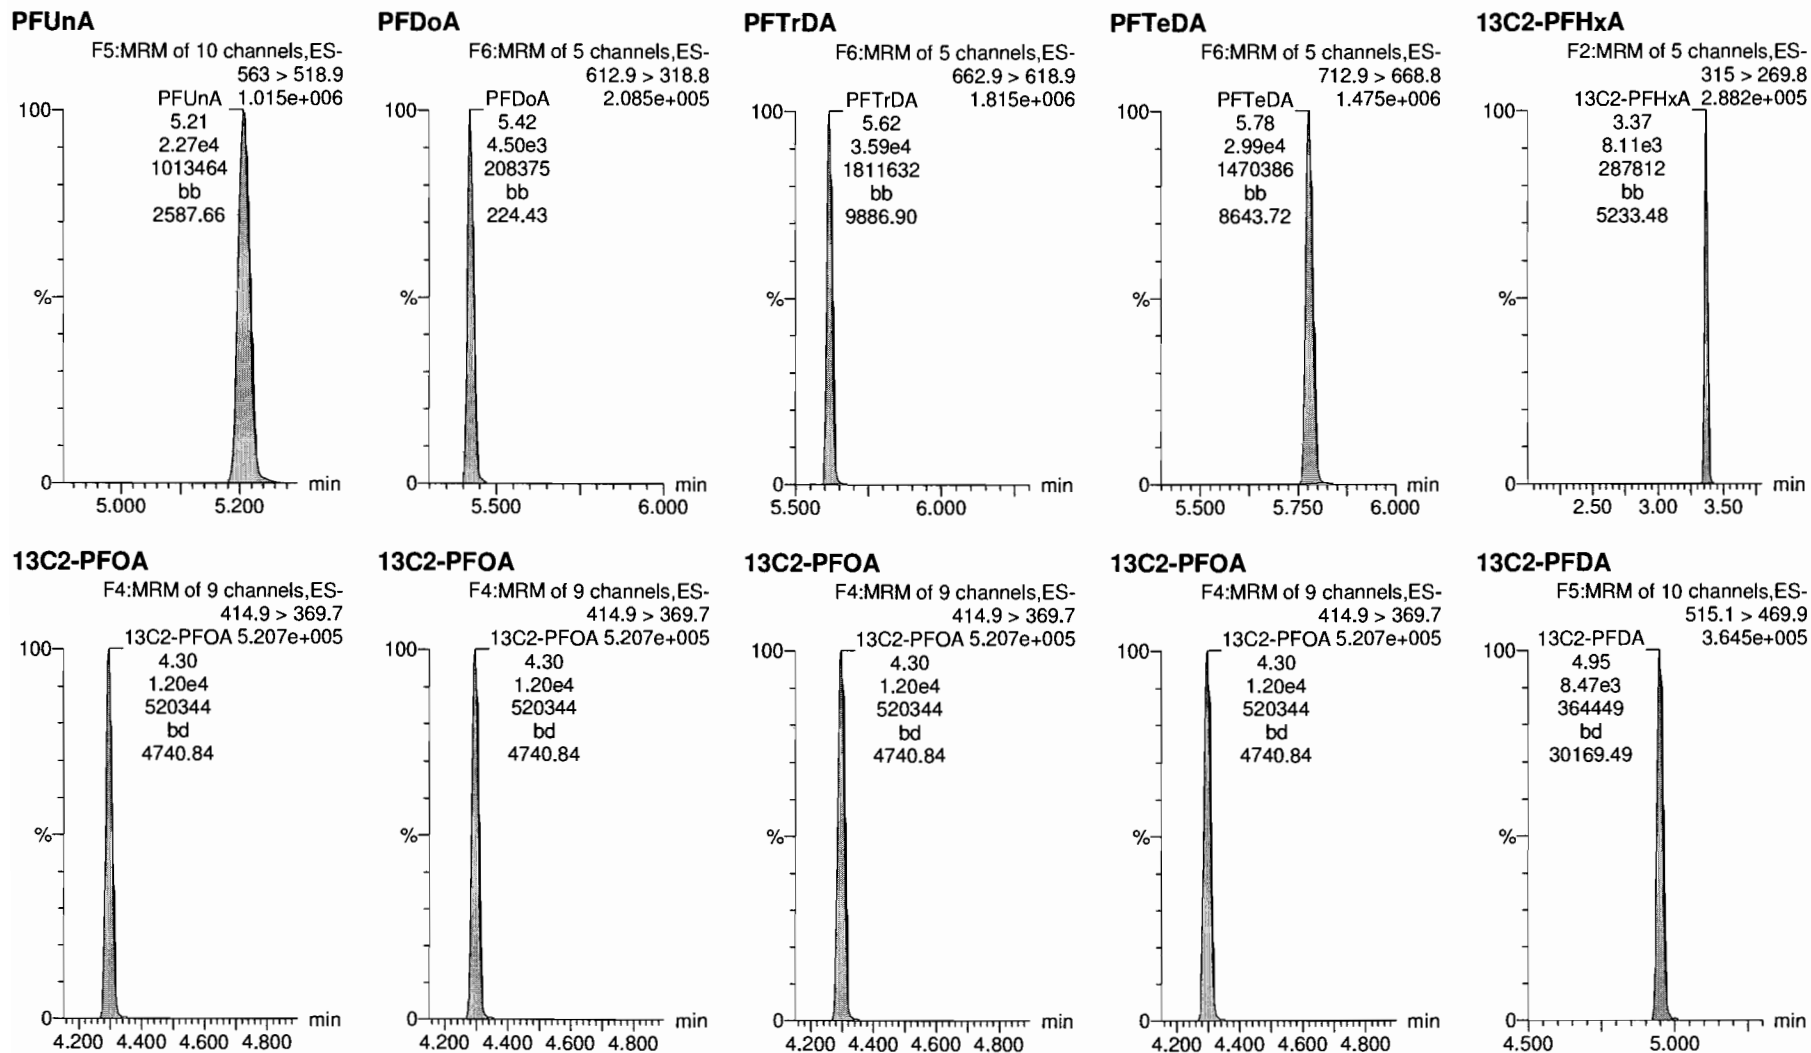 PFUnA
F5:MRM of 10 channels,ES-
563 > 518.9
PFUnA 1.015e+006
100
5.21
2.27e4
1013464
bb
2587.66
%
0
min
5.000 5.200
PFDoA
F6:MRM of 5 channels,ES-
612.9 > 318.8
PFDoA 2.085e+005
100
5.42
4.50e3
208375
bb
224.43
%
0
min
5.500 6.000
PFTrDA
F6:MRM of 5 channels,ES-
662.9 > 618.9
PFTrDA 1.815e+006
100
5.62
3.59e4
1811632
bb
9886.90
%
0
min
5.500 6.000
PFTeDA
F6:MRM of 5 channels,ES-
712.9 > 668.8
PFTeDA 1.475e+006
100
5.78
2.99e4
1470386
bb
8643.72
%
0
min
5.500 5.750 6.000
13C2-PFHxA
F2:MRM of 5 channels,ES-
315 > 269.8
13C2-PFHxA 2.882e+005
100
3.37
8.11e3
287812
bb
5233.48
%
0
min
2.50 3.00 3.50
13C2-PFOA
F4:MRM of 9 channels,ES-
414.9 > 369.7
13C2-PFOA 5.207e+005
100
4.30
1.20e4
520344
bd
4740.84
%
0
min
4.200 4.400 4.600 4.800
13C2-PFOA
F4:MRM of 9 channels,ES-
414.9 > 369.7
13C2-PFOA 5.207e+005
100
4.30
1.20e4
520344
bd
4740.84
%
0
min
4.200 4.400 4.600 4.800
13C2-PFOA
F4:MRM of 9 channels,ES-
414.9 > 369.7
13C2-PFOA 5.207e+005
100
4.30
1.20e4
520344
bd
4740.84
%
0
min
4.200 4.400 4.600 4.800
13C2-PFOA
F4:MRM of 9 channels,ES-
414.9 > 369.7
13C2-PFOA 5.207e+005
100
4.30
1.20e4
520344
bd
4740.84
%
0
min
4.200 4.400 4.600 4.800
13C2-PFDA
F5:MRM of 10 channels,ES-
515.1 > 469.9
13C2-PFDA 3.645e+005
100
4.95
8.47e3
364449
bd
30169.49
%
0
min
4.500 5.000